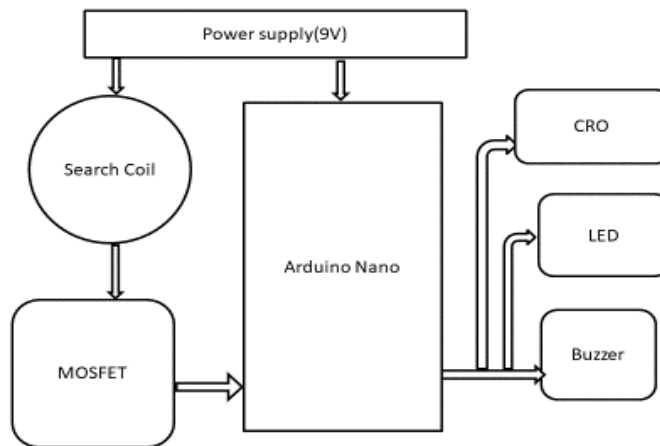 Power supply(9V)
Search Coil
MOSFET
Arduino Nano
CRO
LED
Buzzer